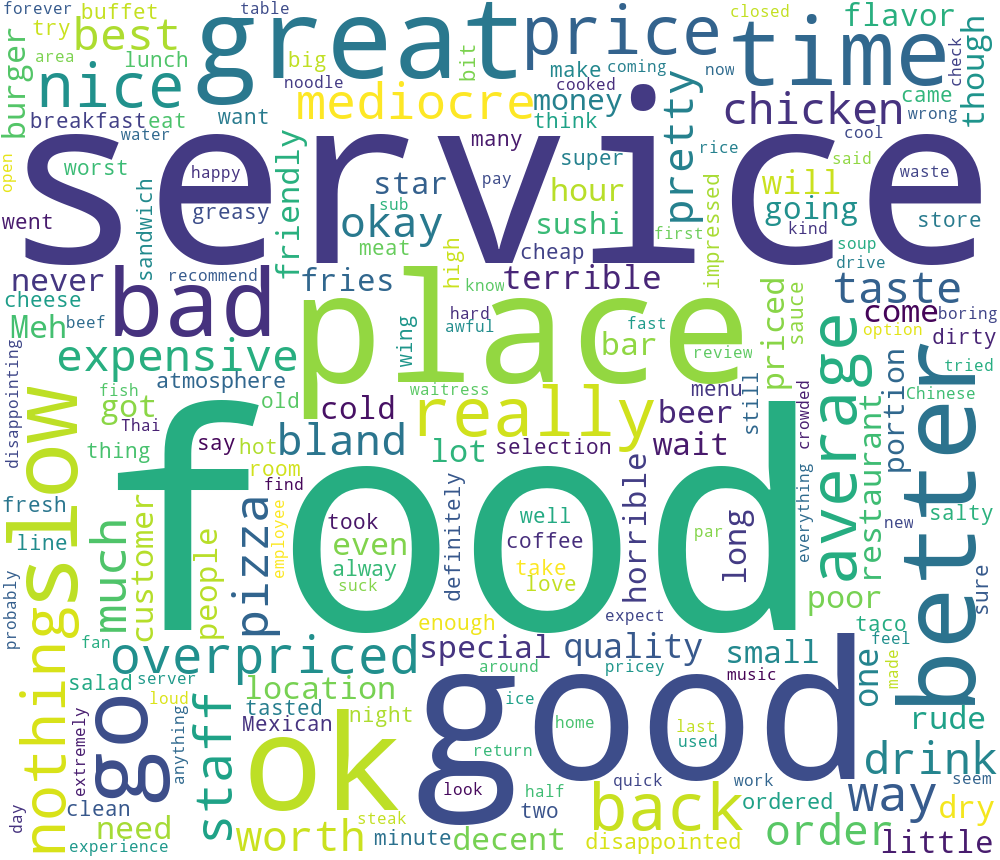 forever
buffet
table
great
price
closed
flavor
try
best
time
area
lunch
big
bit
make
coming
now
check
though
burger
nice
noodle
cooked
mediocre
money
chicken
came
breakfast
eat
want
think
wrong
water
many
pretty
service
cool
open
worst
happy
friendly
star
super
rice
said
waste
pay
hour
will
sandwich
greasy
sub
okay
sushi
impressed
going
store
went
meat
first
kind
high
cheap
soup
never
recommend
fries
terrible
drive
bad
know
place
priced
taste
cheese
beef
hard
fast
sauce
come
boring
Meh
awful
option
dirty
expensive
wing
bar
review
average
disappointing
atmosphere
waitress
menu
portion
tried
fish
old
got
cold
really
beer
still
crowded
Chinese
better
slow
Thai
thing
say
hot
bland
lot
selection
wait
restaurant
room
find
horrible
everything
fresh
food
definitely
well
par
long
new
salty
line
much
customer
people
pizza
took
coffee
employee
even
alway
take
suck
love
sure
probably
nothing
poor
taco
fan
enough
expect
one
feel
overpriced
special
quality
small
made
salad
server
around
pricey
music
location
loud
tasted
night
good
rude
extremely
go
anything
staff
Mexican
ok
ice
home
last
used
return
drink
seem
look
half
quick
work
way
day
clean
need
steak
two
back
ordered
dry
experience
worth
minute
decent
disappointed
order
little